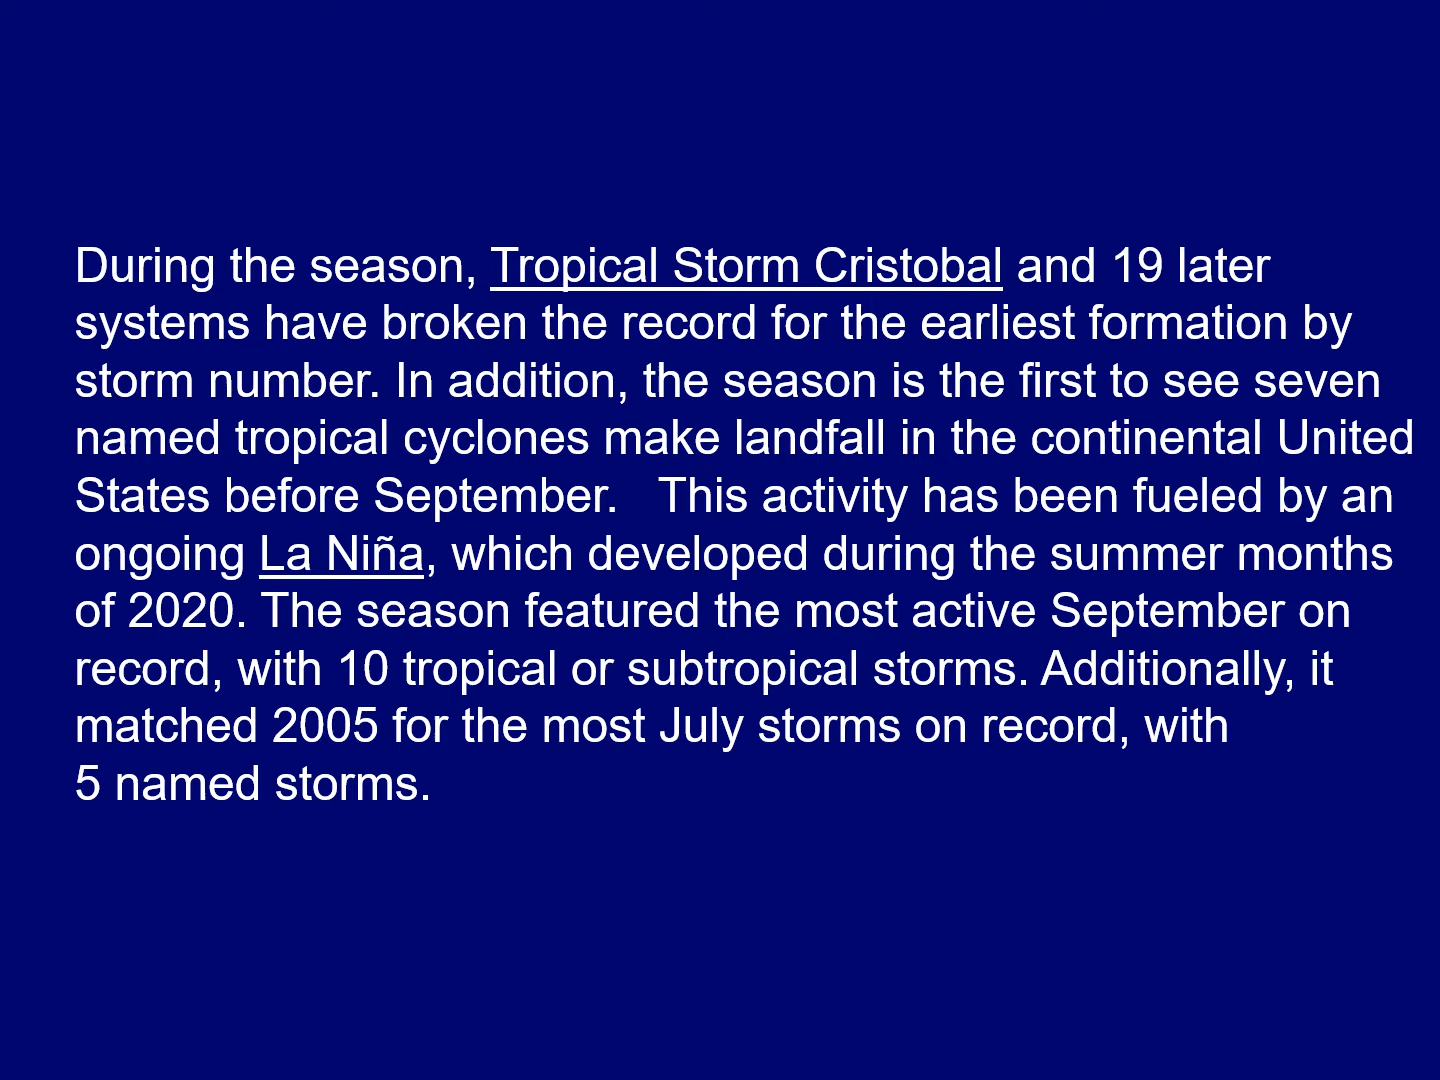 During the season, Tropical Storm Cristobal and 19 later
systems have broken the record for the earliest formation by
storm number. In addition, the season is the first to see seven
named tropical cyclones make landfall in the continental United
States before September.   This activity has been fueled by an
ongoing La Niña, which developed during the summer months
of 2020. The season featured the most active September on
record, with 10 tropical or subtropical storms. Additionally, it
matched 2005 for the most July storms on record, with
5 named storms.